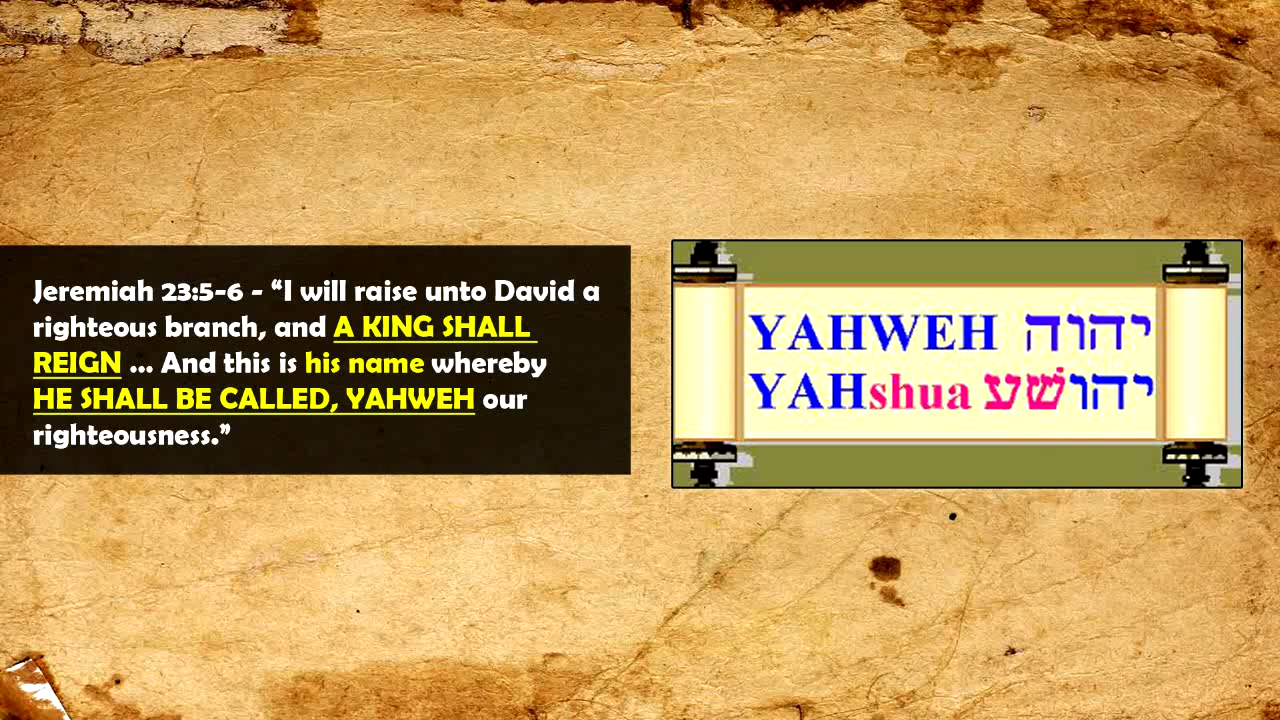 Jeremiah 23:5-6 - “I will raise unto David a
righteous branch, and A KING SHALL
REIGN ... And this is his name whereby
HE SHALL BE CALLED, YAHWEH our
righteousness.”
YAHWEH יהוה
YAHshua יהושׁע